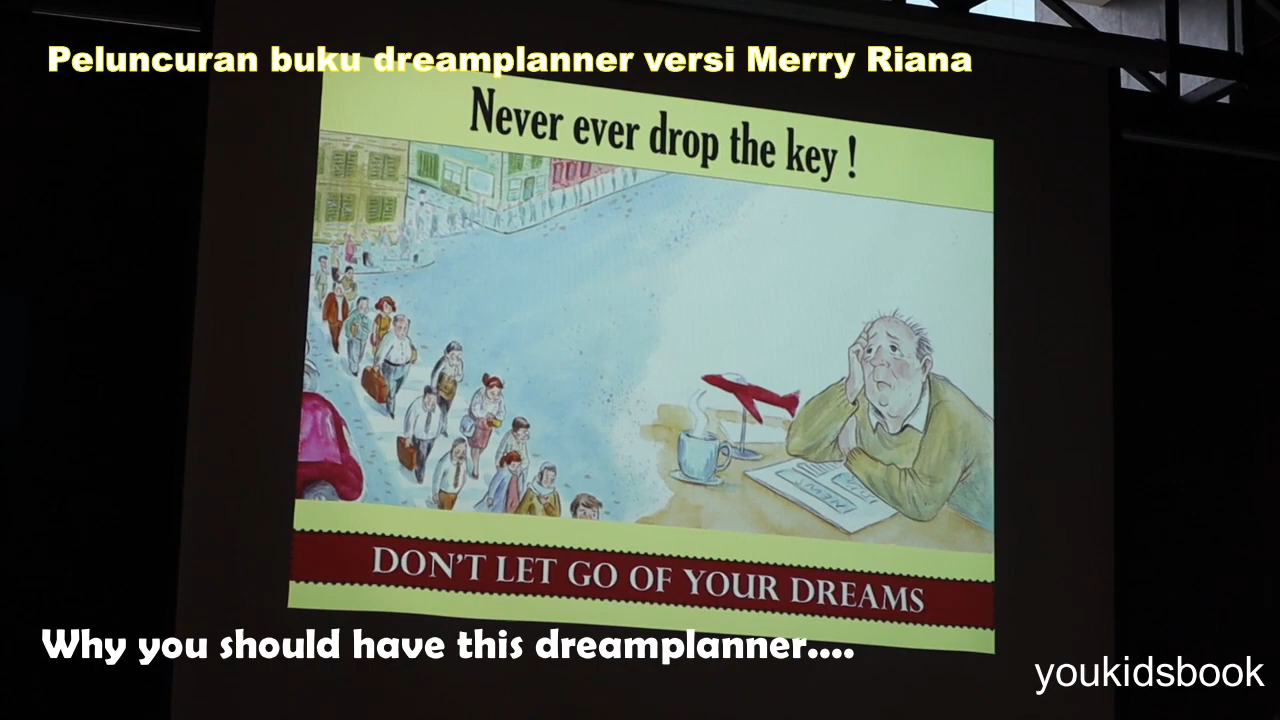 Peluncuran buku dreamplanner versi Merry Riana
Never ever drop the key !
NEW
DON'T LET GO OF YOUR DREAMS
Why you should have this dreamplanner....
youkidsbook